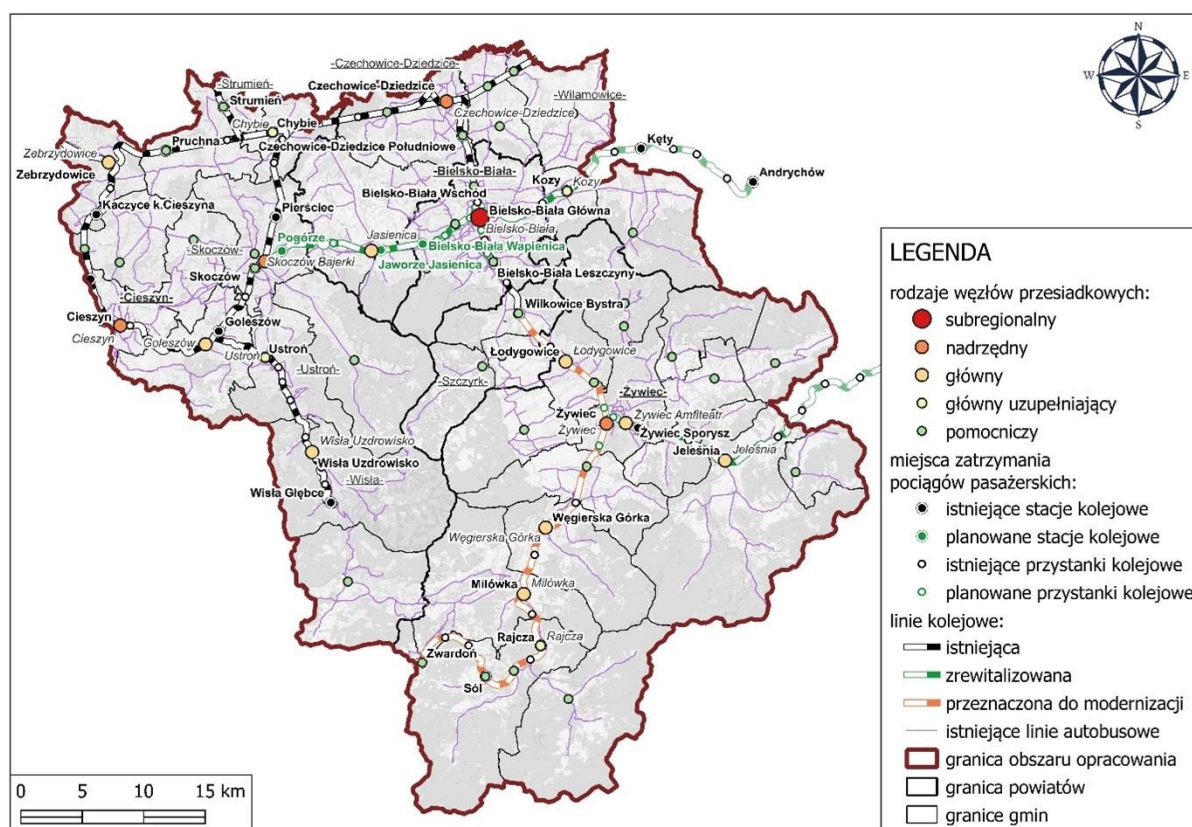 N
W
E
S
-Czechowice-Dziedzice-
Czechowice-Dziedzice
Czechowice-Dziedzice
-Strumień-
Strumień
-Wilamowice-
Chybie
Chybie
Pruchna
Czechowice-Dziedzice Południowe
Zebrzydowice
Zebrzydowice
Kęty
Andrychów
-Bielsko-Biała-
Kozy
Kozy
Bielsko-Biała Wschód
Kaczyce k.Cieszyna
Pierściec
Bielsko-Biała Główna
Bielsko-Biała
Pogórze
Jasienica
Bielsko-Biała Wapienica
-Skoczów-
Skoczów Bajerki
Jaworze Jasienica
Skoczów
Bielsko-Biała Leszczyny
-Cieszyn-
Wilkowice Bystra
Cieszyn
Cieszyn
Goleszów
Goleszów
Ustroń
Ustroń
-Ustroń-
Łodygowice
Łodygowice
-Szczyrk-
-Żywiec-
Żywiec
Żywiec
Żywiec Amfiteatr
Żywiec Sporysz
Wisła Uzdrowisko
Wisła Uzdrowisko
-Wisła-
Jeleśnia
Jeleśnia
Wisła Głębce
Węgierska Górka
Węgierska Górka
Milówka
Milówka
Rajcza
Rajcza
Zwardoń
Sól
0 5 10 15 km
LEGENDA
rodzaje węzłów przesiadkowych:
subregionalny
nadrzędny
główny
główny uzupełniający
pomocniczy
miejsca zatrzymania
pociągów pasażerskich:
istniejące stacje kolejowe
planowane stacje kolejowe
istniejące przystanki kolejowe
planowane przystanki kolejowe
linie kolejowe:
istniejąca
zrewitalizowana
przeznaczona do modernizacji
istniejące linie autobusowe
granica obszaru opracowania
granica powiatów
granice gmin